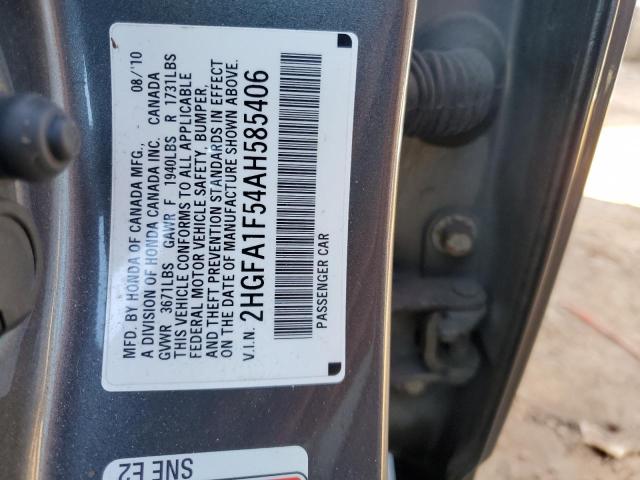 MFD. BY HONDA OF CANADA MFG., 08/10
A DIVISION OF HONDA CANADA INC. CANADA
GVWR 3671LBS GAWR F 1940LBS R 1731LBS
THIS VEHICLE CONFORMS TO ALL APPLICABLE
FEDERAL MOTOR VEHICLE SAFETY, BUMPER,
AND THEFT PREVENTION STANDARDS IN EFFECT
ON THE DATE OF MANUFACTURE SHOWN ABOVE.
V.I.N. 2HGFA1F54AH585406
PASSENGER CAR
SNE E2